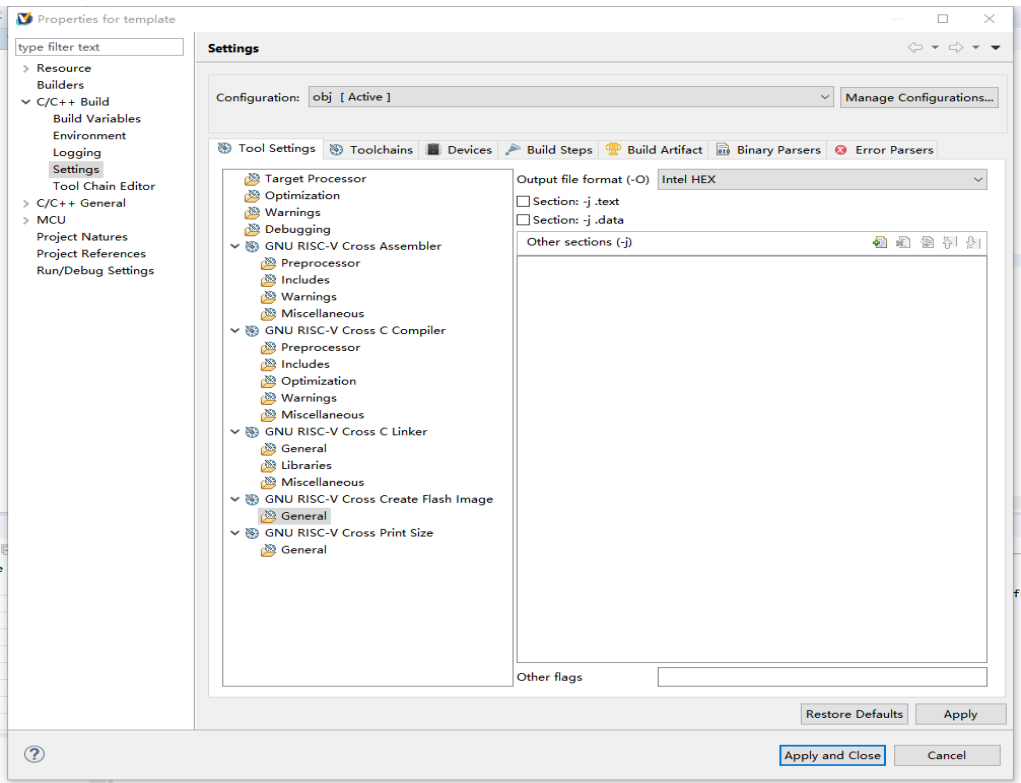 Properties for template
type filter text
Resource
Builders
C/C++ Build
Build Variables
Environment
Logging
Settings
Tool Chain Editor
C/C++ General
MCU
Project Natures
Project References
Run/Debug Settings
Settings
Configuration: obj [ Active ] Manage Configurations...
Tool Settings Toolchains Devices Build Steps Build Artifact Binary Parsers Error Parsers
Target Processor
Optimization
Warnings
Debugging
GNU RISC-V Cross Assembler
Preprocessor
Includes
Warnings
Miscellaneous
GNU RISC-V Cross C Compiler
Preprocessor
Includes
Optimization
Warnings
Miscellaneous
GNU RISC-V Cross C Linker
General
Libraries
Miscellaneous
GNU RISC-V Cross Create Flash Image
General
GNU RISC-V Cross Print Size
General
Output file format (-O) Intel HEX
Section: -j .text
Section: -j .data
Other sections (-j)
Other flags
Restore Defaults Apply
Apply and Close Cancel